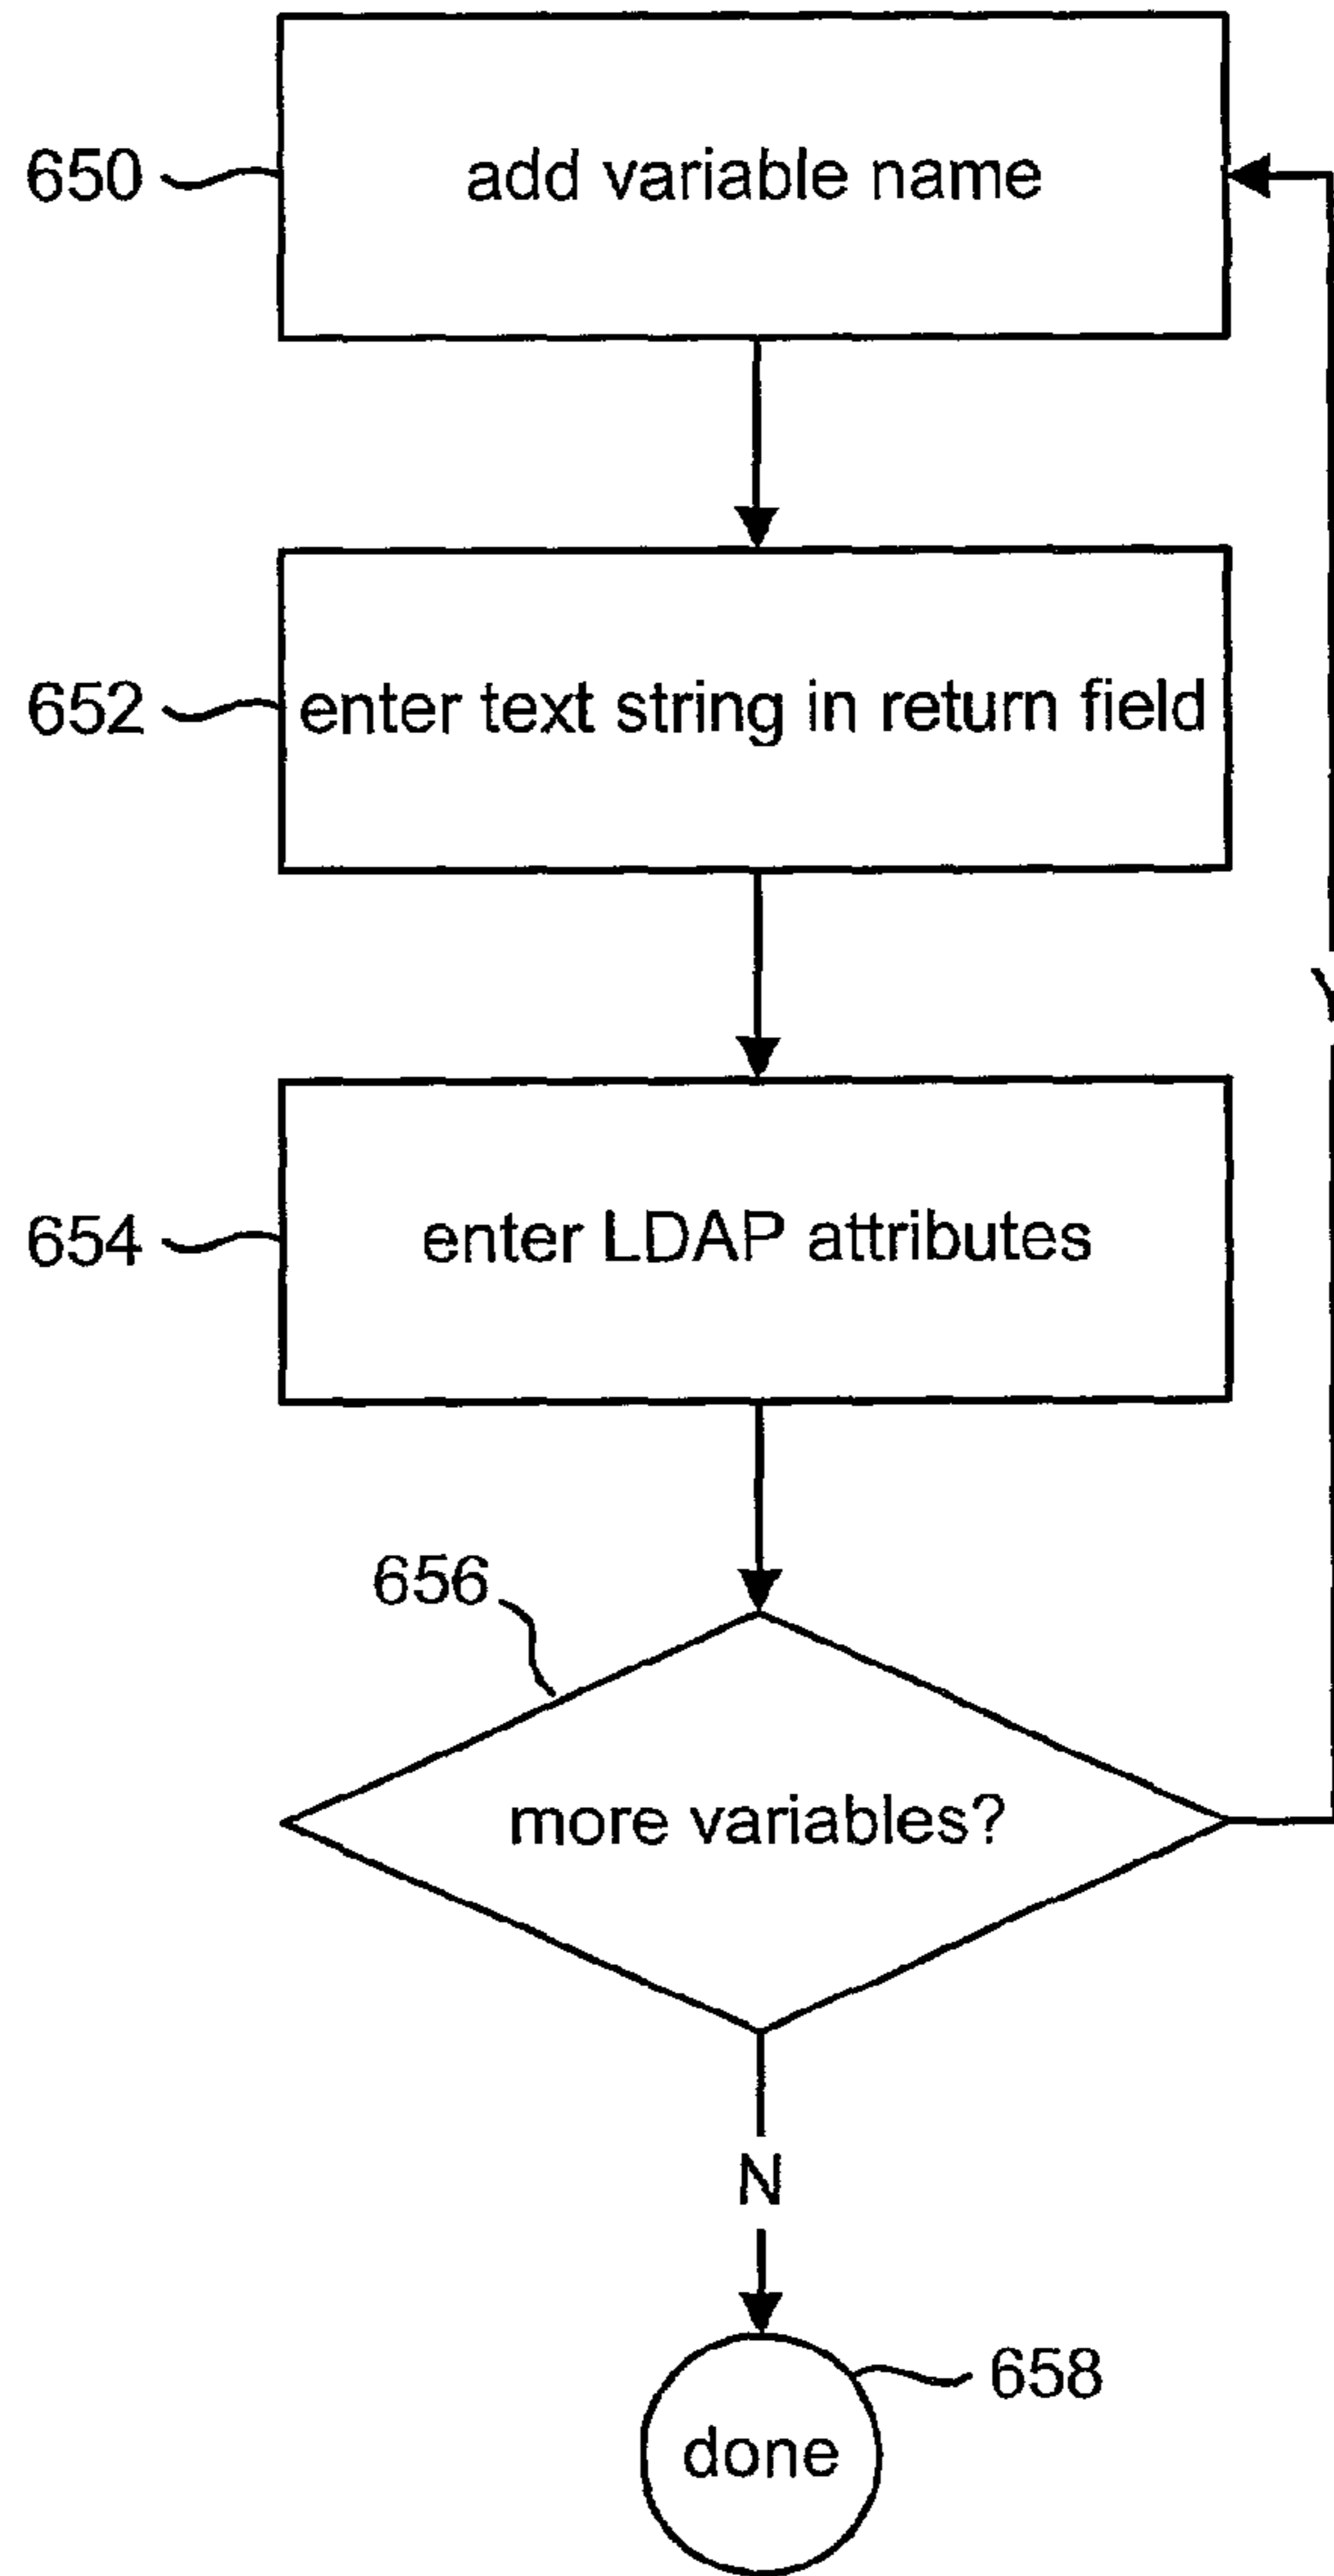 650
add variable name
652
enter text string in return field
654
enter LDAP attributes
656
more variables?
N
658
done